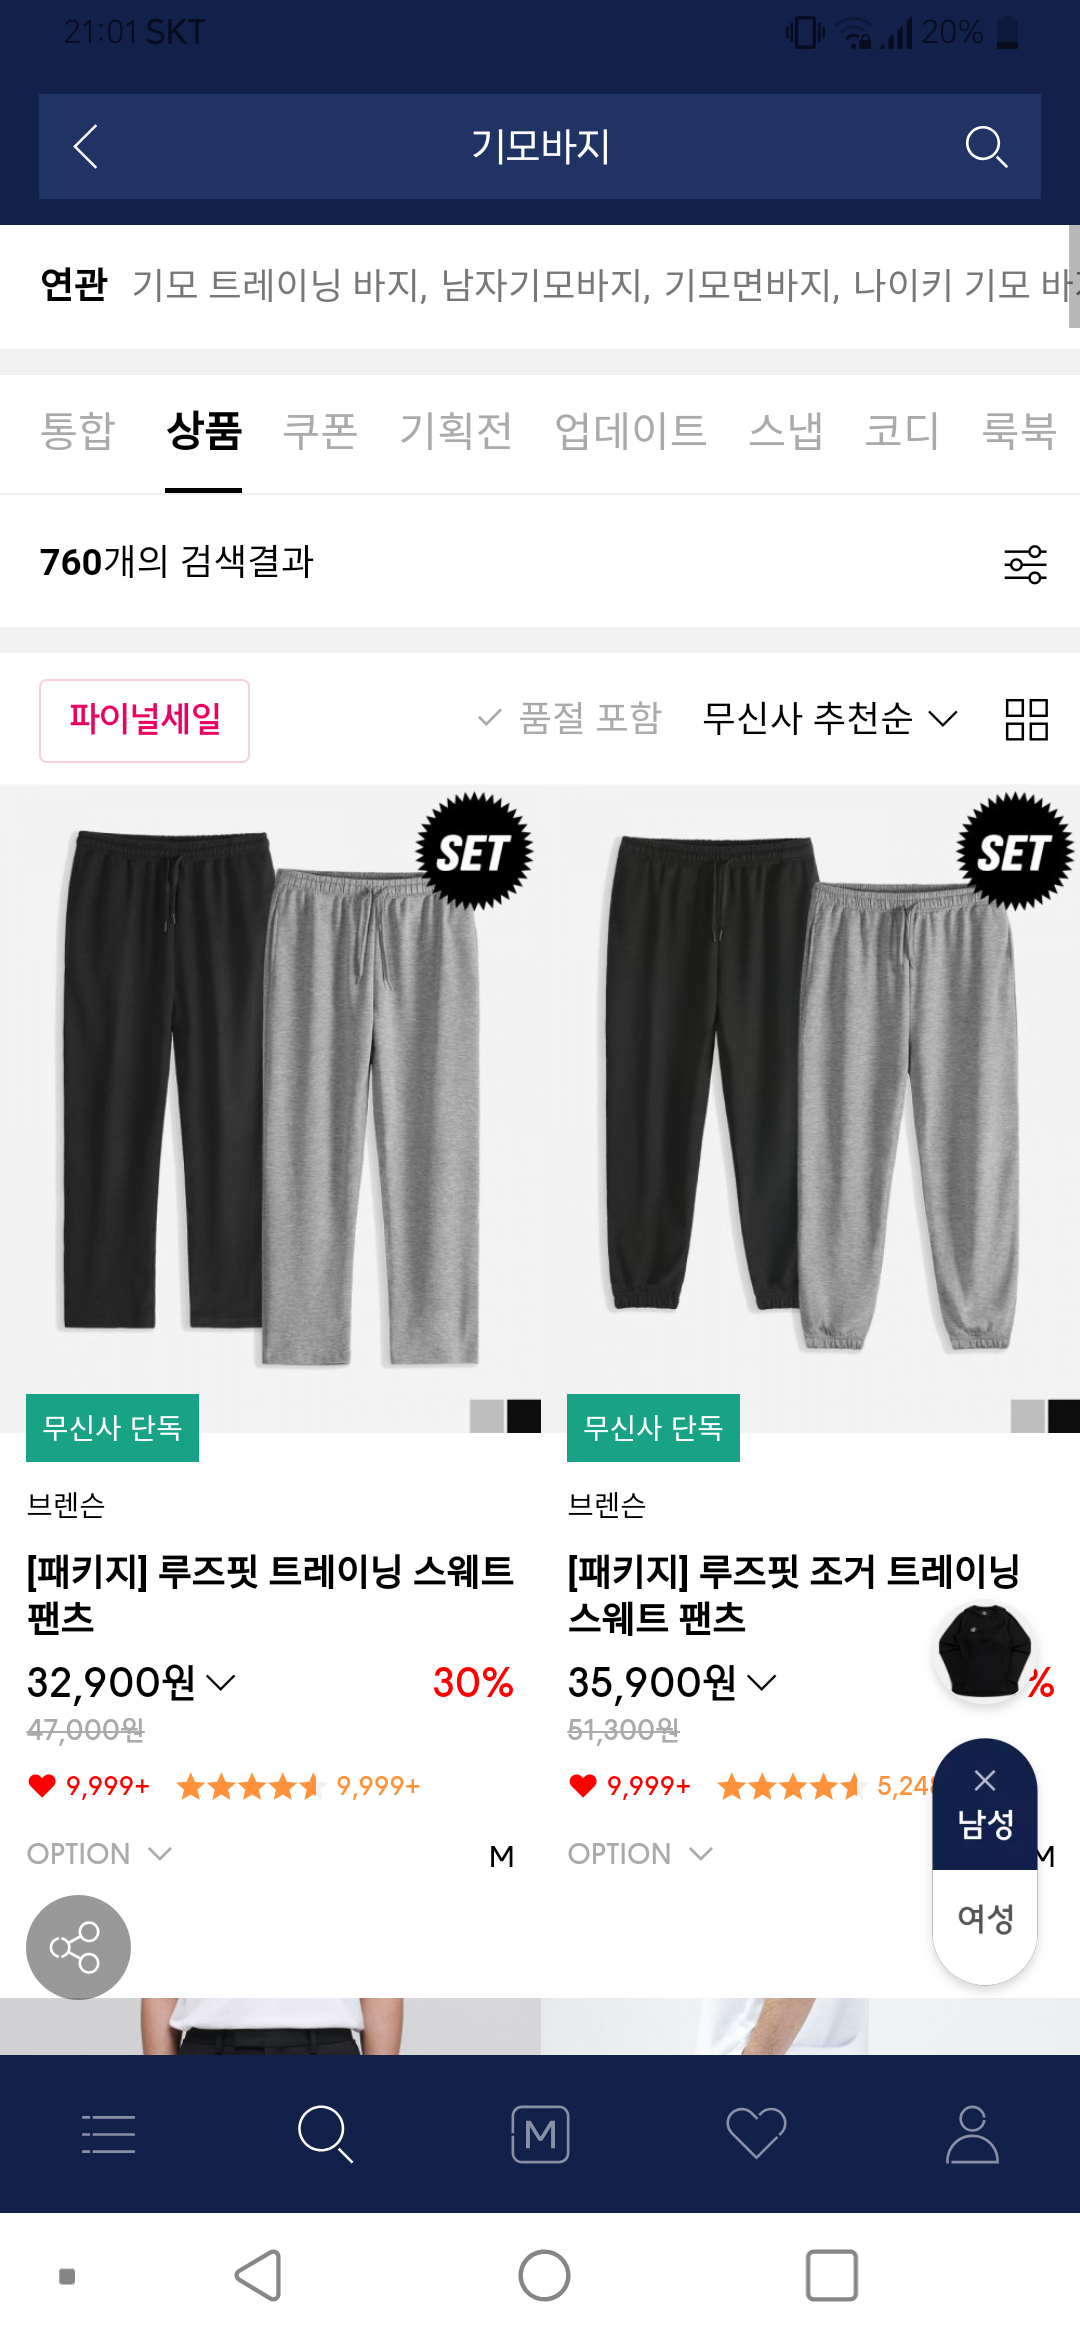 21:01 SKT 20%
기모바지
연관 기모 트레이닝 바지, 남자기모바지, 기모면바지, 나이키 기모
통합 상품 쿠폰 기획전 업데이트 스냅 코디 룩북
760개의 검색결과
파이널세일 품절 포함 무신사 추천순
SET SET
무신사 단독 무신사 단독
브렌슨 브렌슨
[패키지] 루즈핏 트레이닝 스웨트 팬츠
[패키지] 루즈핏 조거 트레이닝 스웨트 팬츠
32,900원 30% 35,900원 %
47,000원 51,300원
9,999+ 9,999+ 9,999+
남성
OPTION M OPTION M
여성
M